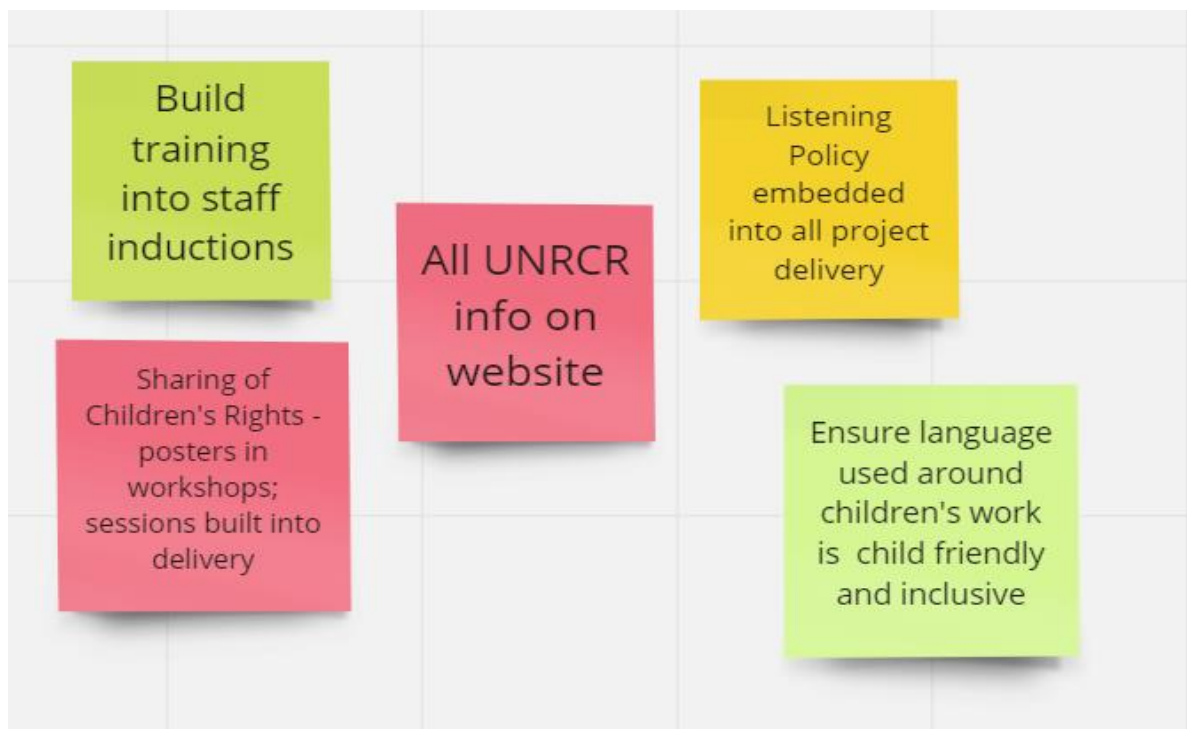 Build
training
into staff
inductions
All UNRCR
info on
website
Listening
Policy
embedded
into all project
delivery
Sharing of
Children's Rights -
posters in
workshops;
sessions built into
delivery
Ensure language
used around
children's work
is  child friendly
and inclusive